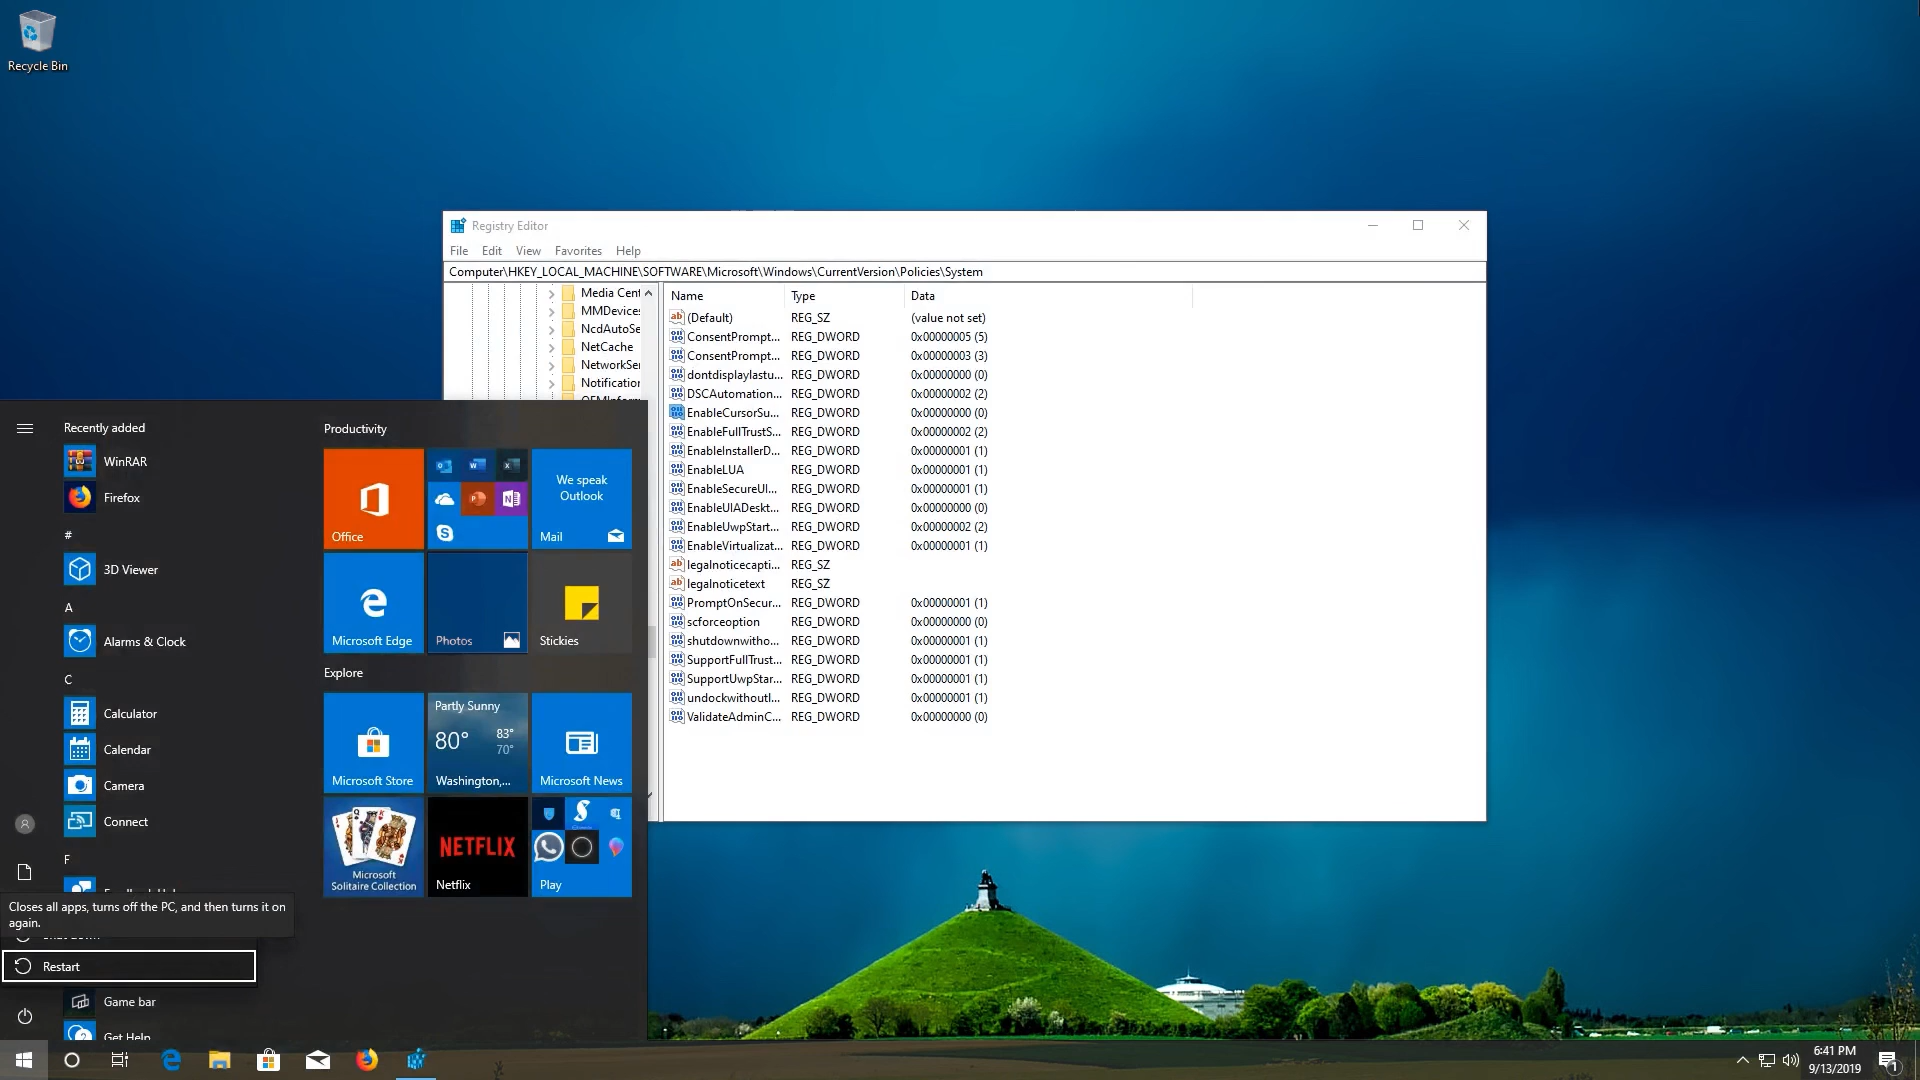 Recycle Bin
Registry Editor
File Edit View Favorites Help
Computer\HKEY_LOCAL_MACHINE\SOFTWARE\Microsoft\Windows\CurrentVersion\Policies\System
Media Cent
MMDevices
NcdAutoSe
NetCache
NetworkSer
Notification
Name Type Data
(Default) REG_SZ (value not set)
ConsentPrompt... REG_DWORD 0x00000005 (5)
ConsentPrompt... REG_DWORD 0x00000003 (3)
dontdisplaylastu... REG_DWORD 0x00000000 (0)
DSCAutomation... REG_DWORD 0x00000002 (2)
EnableCursorSu... REG_DWORD 0x00000000 (0)
EnableFullTrustS... REG_DWORD 0x00000002 (2)
EnableInstallerD... REG_DWORD 0x00000001 (1)
EnableLUA REG_DWORD 0x00000001 (1)
EnableSecureUI... REG_DWORD 0x00000001 (1)
EnableUIADeskt... REG_DWORD 0x00000000 (0)
EnableUwpStart... REG_DWORD 0x00000002 (2)
EnableVirtualizat... REG_DWORD 0x00000001 (1)
legalnoticecapti... REG_SZ
legalnoticetext REG_SZ
PromptOnSecur... REG_DWORD 0x00000001 (1)
scforceoption REG_DWORD 0x00000000 (0)
shutdownwitho... REG_DWORD 0x00000001 (1)
SupportFullTrust... REG_DWORD 0x00000001 (1)
SupportUwpStar... REG_DWORD 0x00000001 (1)
undockwithoutl... REG_DWORD 0x00000001 (1)
ValidateAdminC... REG_DWORD 0x00000000 (0)
Recently added
WinRAR
Firefox
#
3D Viewer
A
Alarms & Clock
C
Calculator
Calendar
Camera
Connect
F
Closes all apps, turns off the PC, and then turns it on
again.
Restart
Game bar
Get Help
Productivity
Office
We speak
Outlook
Mail
Microsoft Edge
Photos
Stickies
Explore
Microsoft Store
Partly Sunny
80° 83°
70°
Washington,...
Microsoft News
Microsoft
Solitaire Collection
NETFLIX
Netflix
Play
6:41 PM
9/13/2019
1